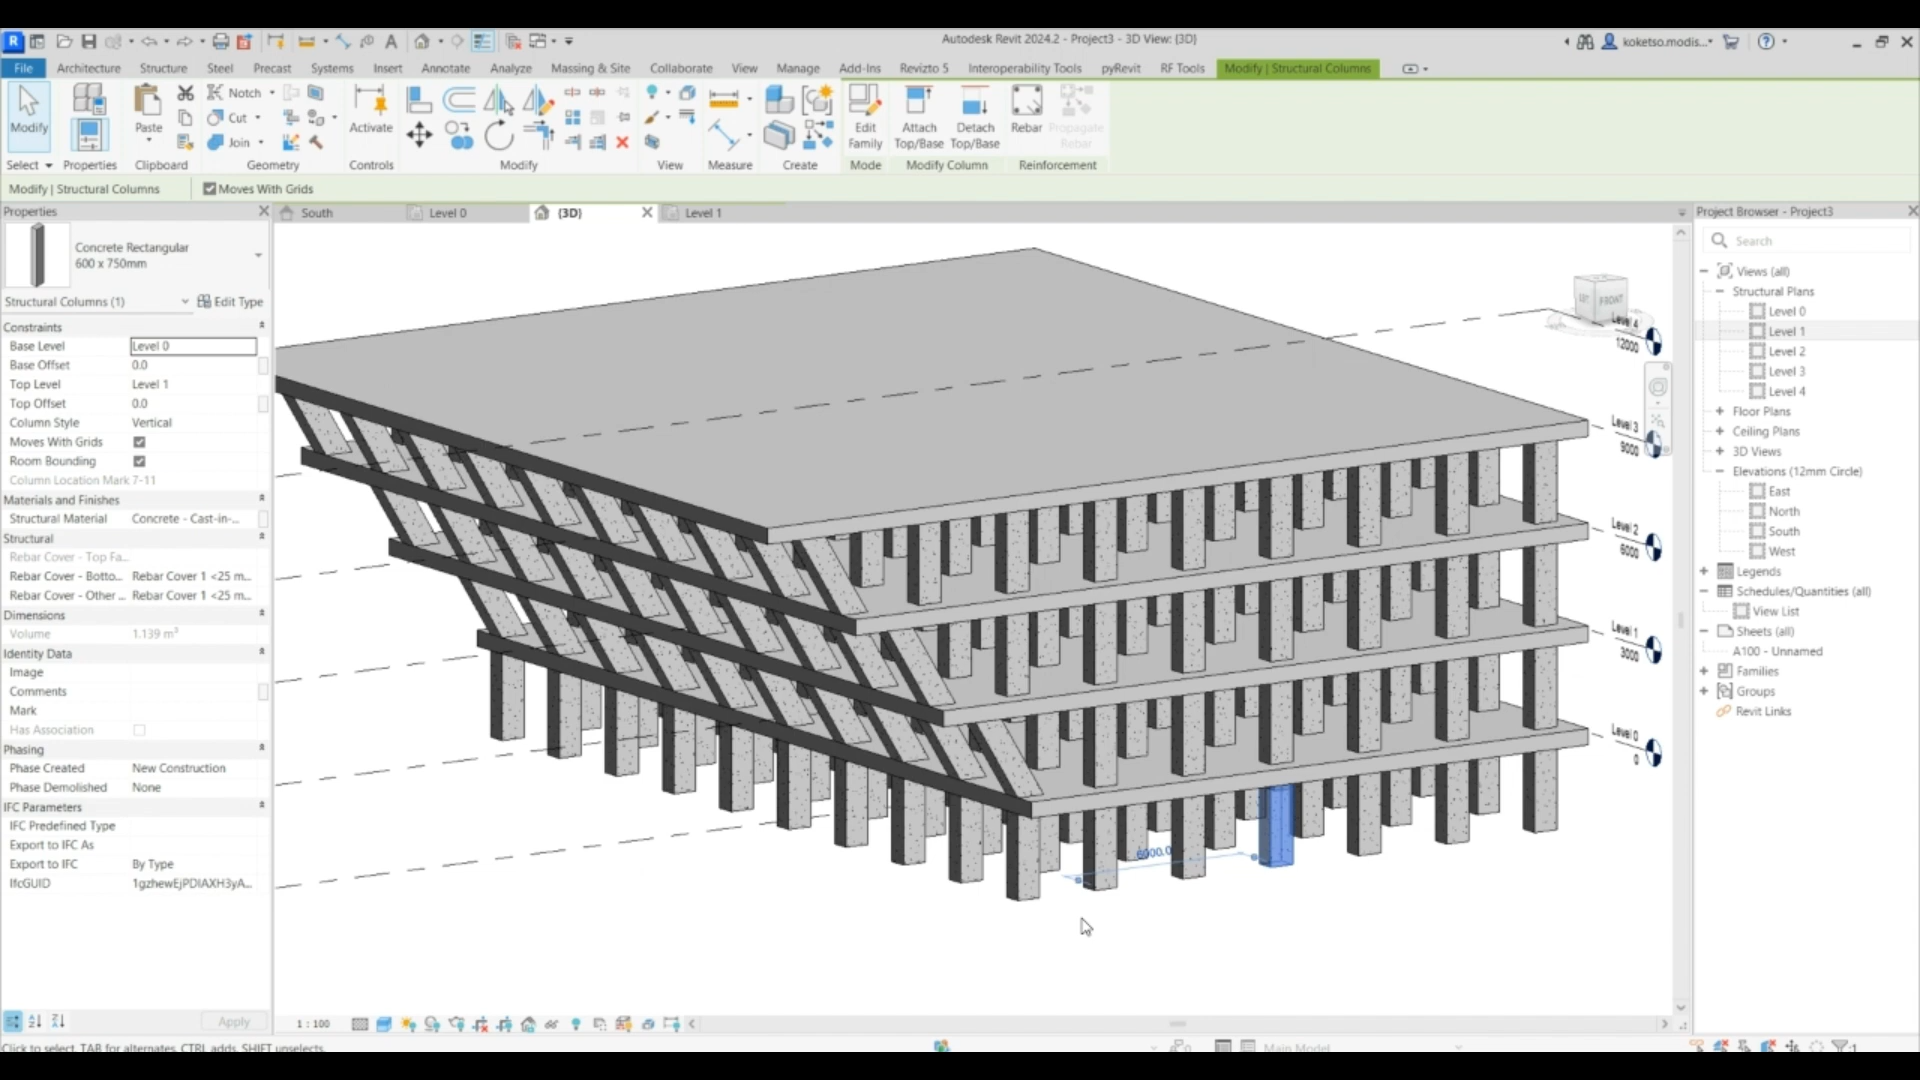 Autodesk Revit 2024.2 - Project3 - 3D View: {3D}
koketso.modis...
File Architecture Structure Steel Precast Systems Insert Annotate Analyze Massing & Site Collaborate View Manage Add-Ins Revizto 5 Interoperability Tools pyRevit RF Tools Modify | Structural Columns
Modify
Paste
Notch
Cut
Join
Activate
Edit Family
Attach Top/Base
Detach Top/Base
Rebar
Propagate Rebar
Select Properties Clipboard Geometry Controls Modify View Measure Create Mode Modify Column Reinforcement
Modify | Structural Columns Moves With Grids
Properties
South Level 0 {3D} Level 1
Concrete Rectangular
600 x 750mm
Structural Columns (1) Edit Type
Constraints
Base Level Level 0
Base Offset 0.0
Top Level Level 1
Top Offset 0.0
Column Style Vertical
Moves With Grids
Room Bounding
Column Location Mark 7-11
Materials and Finishes
Structural Material Concrete - Cast-in-...
Structural
Rebar Cover - Top Fa...
Rebar Cover - Botto... Rebar Cover 1 <25 m...
Rebar Cover - Other ... Rebar Cover 1 <25 m...
Dimensions
Volume 1.139 m³
Identity Data
Image
Comments
Mark
Has Association
Phasing
Phase Created New Construction
Phase Demolished None
IFC Parameters
IFC Predefined Type
Export to IFC As
Export to IFC By Type
IfcGUID 1gzhewEjPDIAXH3yA...
Apply
FRONT
Level 4
12000
Level 3
9000
Level 2
6000
Level 1
3000
Level 0
0
6000.0
1 : 100
Project Browser - Project3
Search
Views (all)
Structural Plans
Level 0
Level 1
Level 2
Level 3
Level 4
Floor Plans
Ceiling Plans
3D Views
Elevations (12mm Circle)
East
North
South
West
Legends
Schedules/Quantities (all)
View List
Sheets (all)
A100 - Unnamed
Families
Groups
Revit Links
Click to select, TAB for alternates, CTRL adds, SHIFT unselects.
:0
Main Model
:1